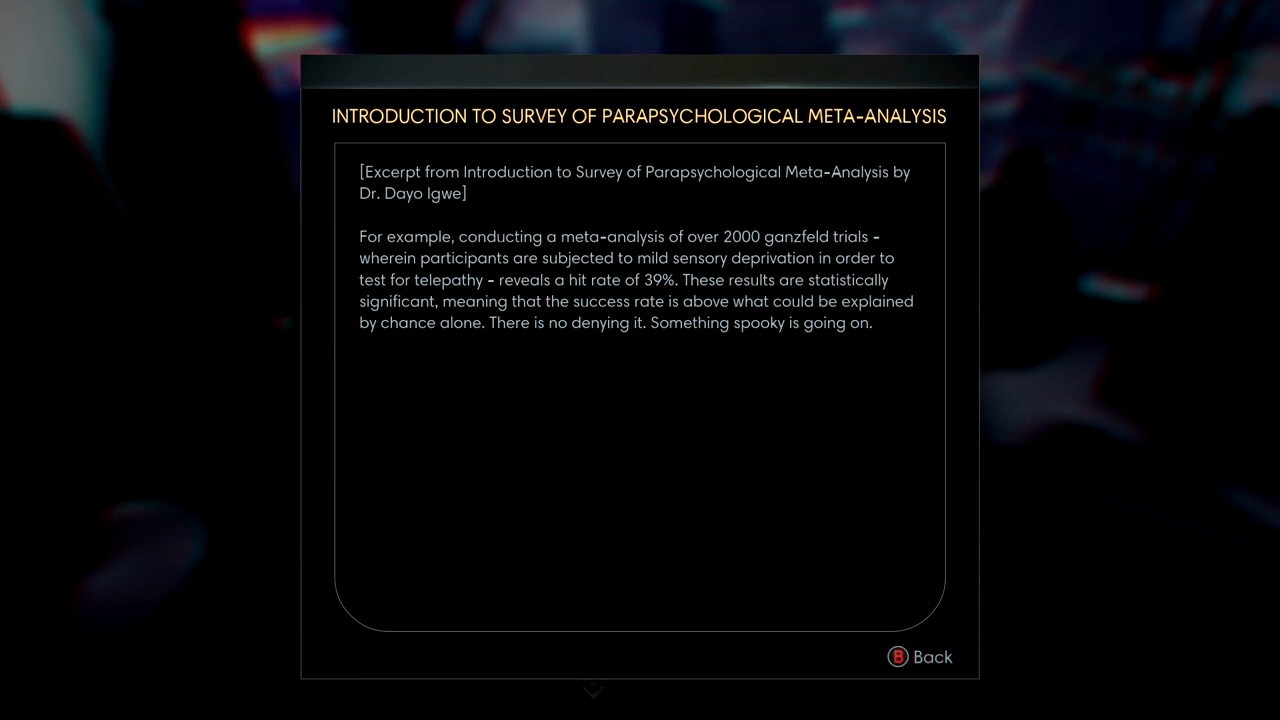 INTRODUCTION TO SURVEY OF PARAPSYCHOLOGICAL META-ANALYSIS
[Excerpt from Introduction to Survey of Parapsychological Meta-Analysis by
Dr. Dayo Igwe]
For example, conducting a meta-analysis of over 2000 ganzfeld trials -
wherein participants are subjected to mild sensory deprivation in order to
test for telepathy - reveals a hit rate of 39%. These results are statistically
significant, meaning that the success rate is above what could be explained
by chance alone. There is no denying it. Something spooky is going on.
B Back